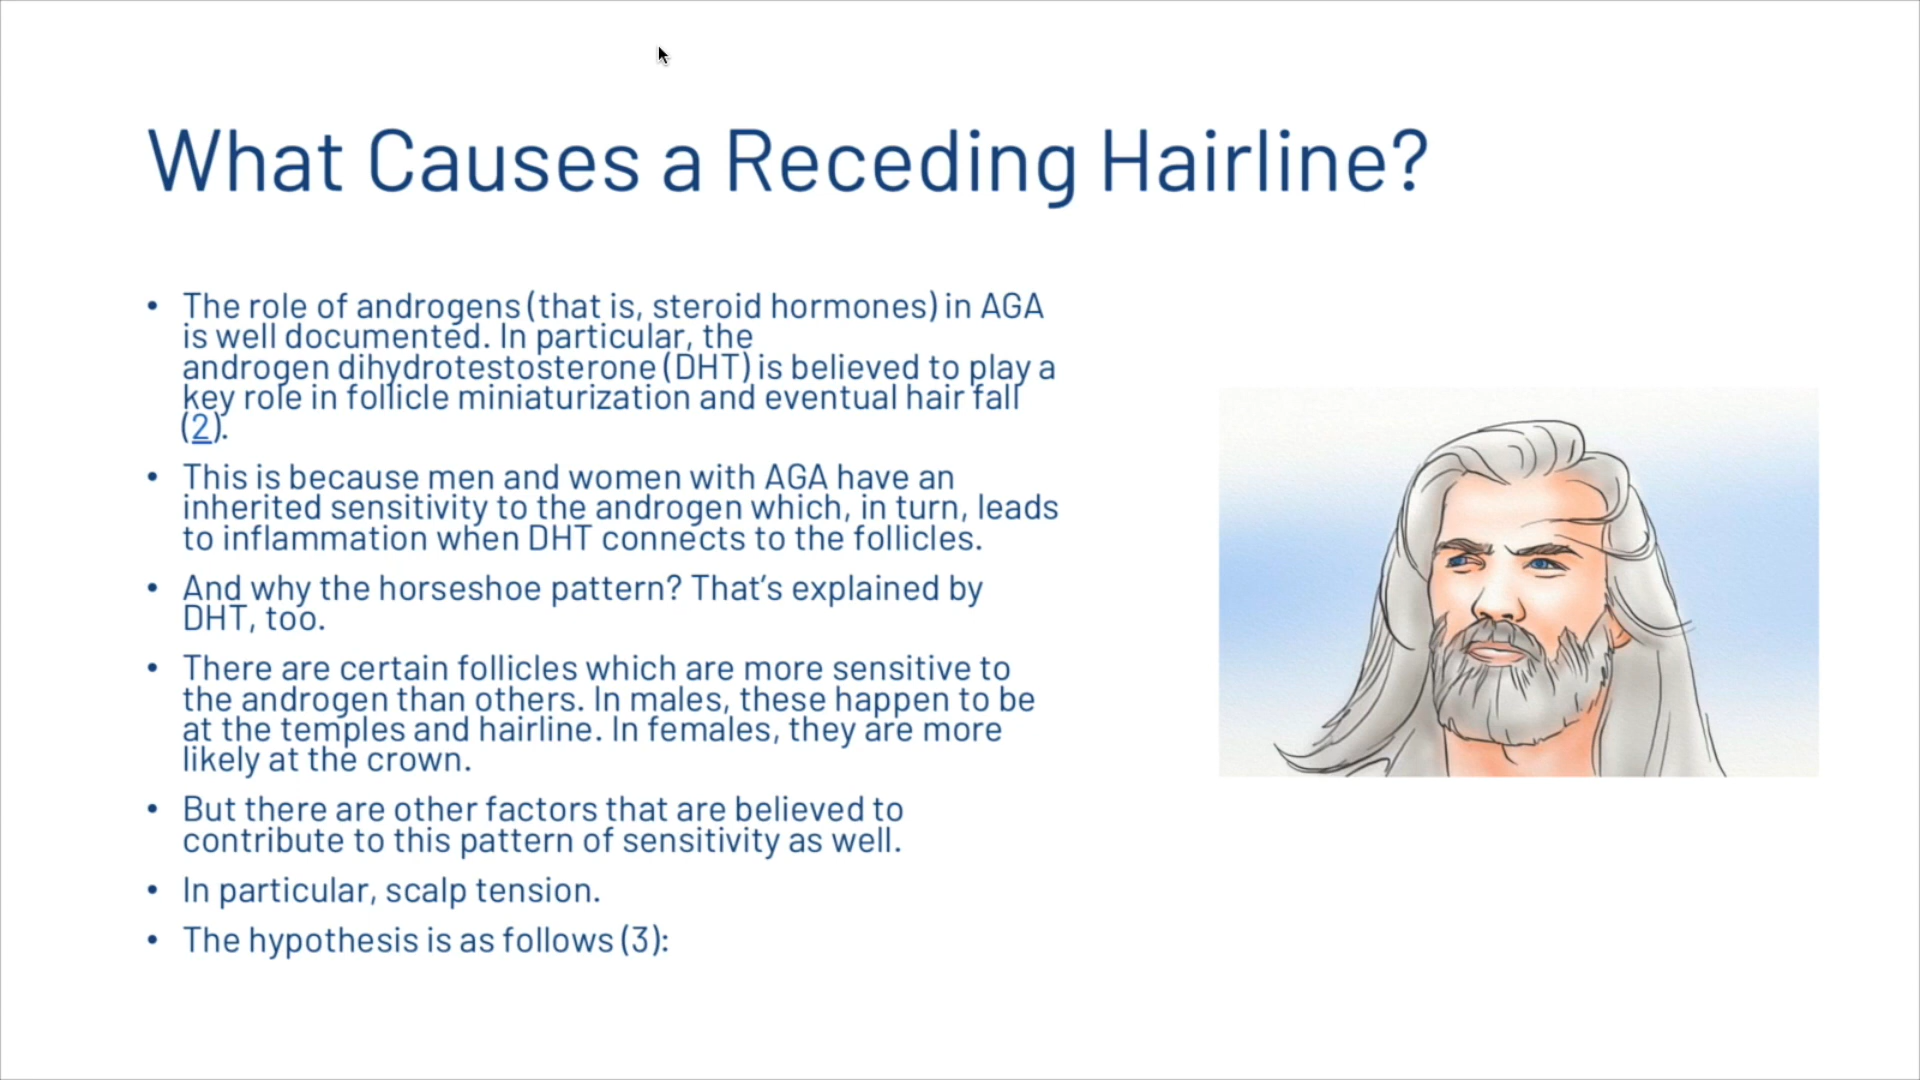 What Causes a Receding Hairline?
• The role of androgens (that is, steroid hormones) in AGA
is well documented. In particular, the
androgen dihydrotestosterone (DHT) is believed to play a
key role in follicle miniaturization and eventual hair fall
(2).
• This is because men and women with AGA have an
inherited sensitivity to the androgen which, in turn, leads
to inflammation when DHT connects to the follicles.
• And why the horseshoe pattern? That’s explained by
DHT, too.
• There are certain follicles which are more sensitive to
the androgen than others. In males, these happen to be
at the temples and hairline. In females, they are more
likely at the crown.
• But there are other factors that are believed to
contribute to this pattern of sensitivity as well.
• In particular, scalp tension.
• The hypothesis is as follows (3):